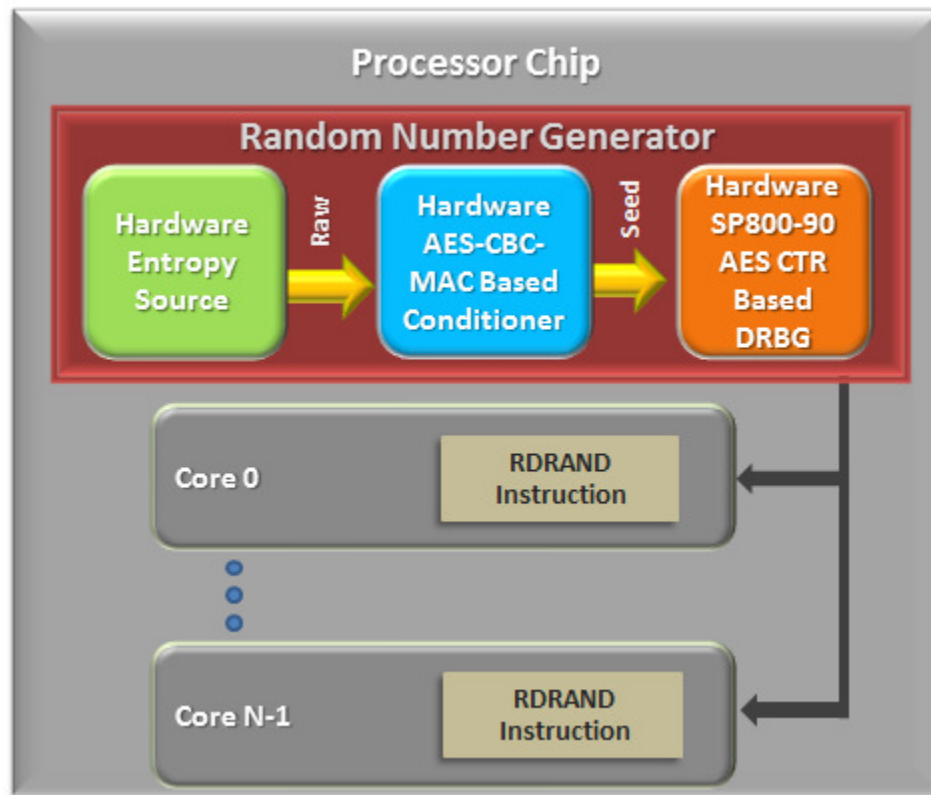 Processor Chip
Random Number Generator
Hardware
Entropy
Source
Raw
Hardware
AES-CBC-
MAC Based
Conditioner
Seed
Hardware
SP800-90
AES CTR
Based
DRBG
Core 0
RDRAND
Instruction
Core N-1
RDRAND
Instruction